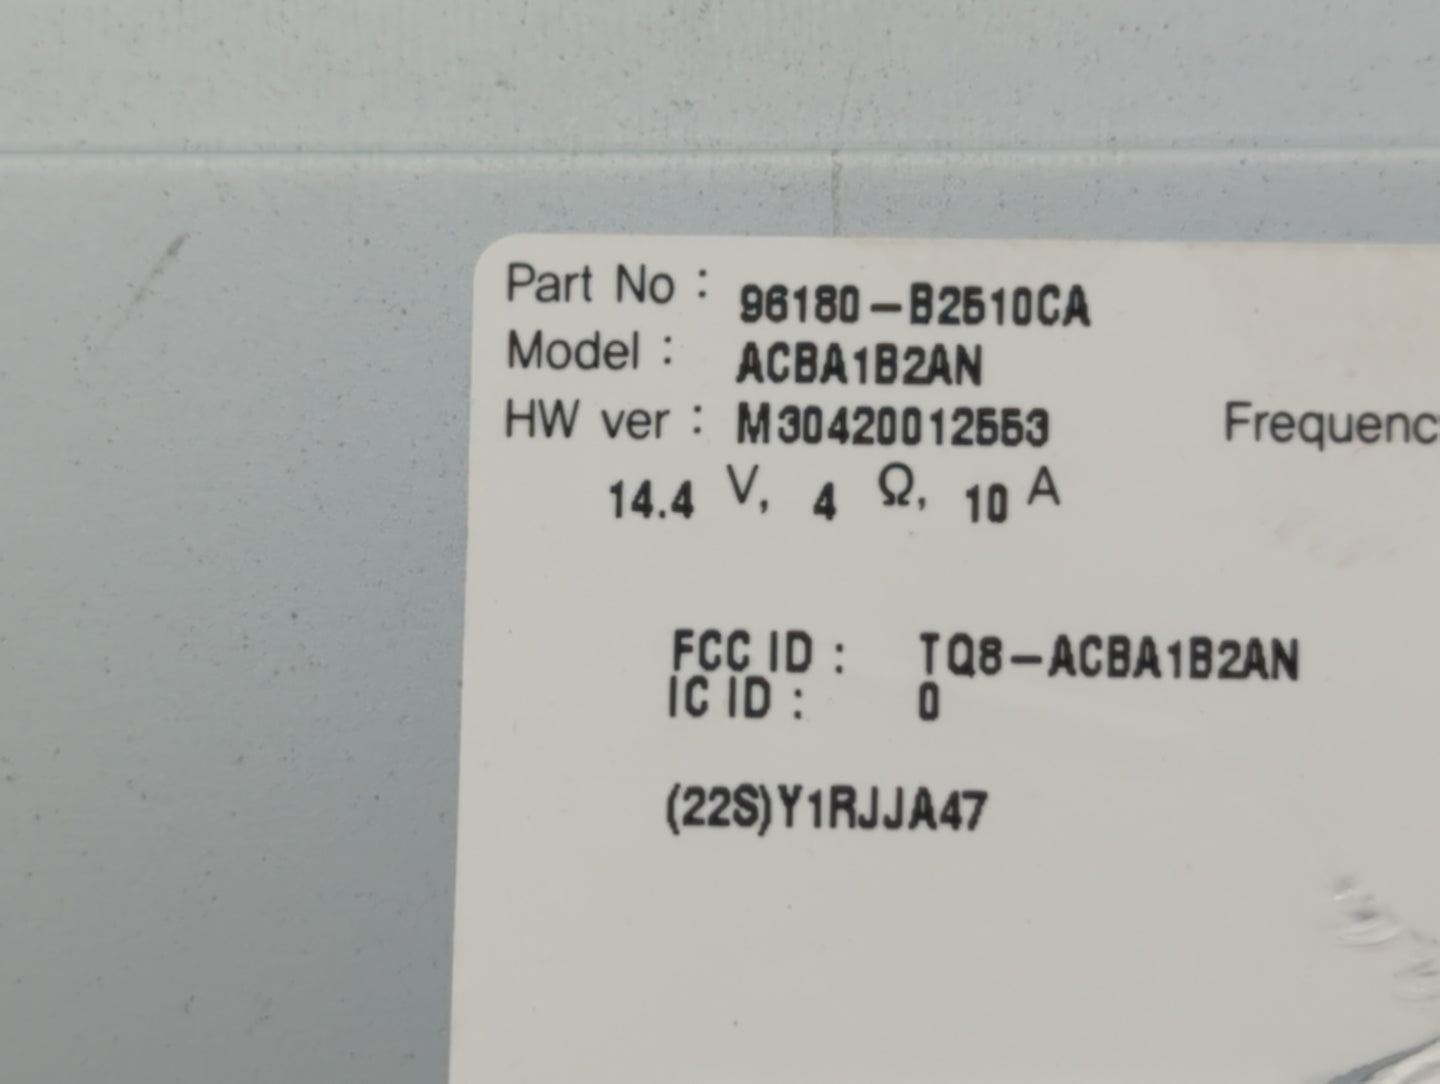 Part No : 96180-B2510CA
Model : ACBA1B2AN
HW ver : M30420012553 Frequenc
14.4 V, 4 Ω, 10 A
FCC ID : TQ8-ACBA1B2AN
IC ID : 0
(22S)Y1RJJA47